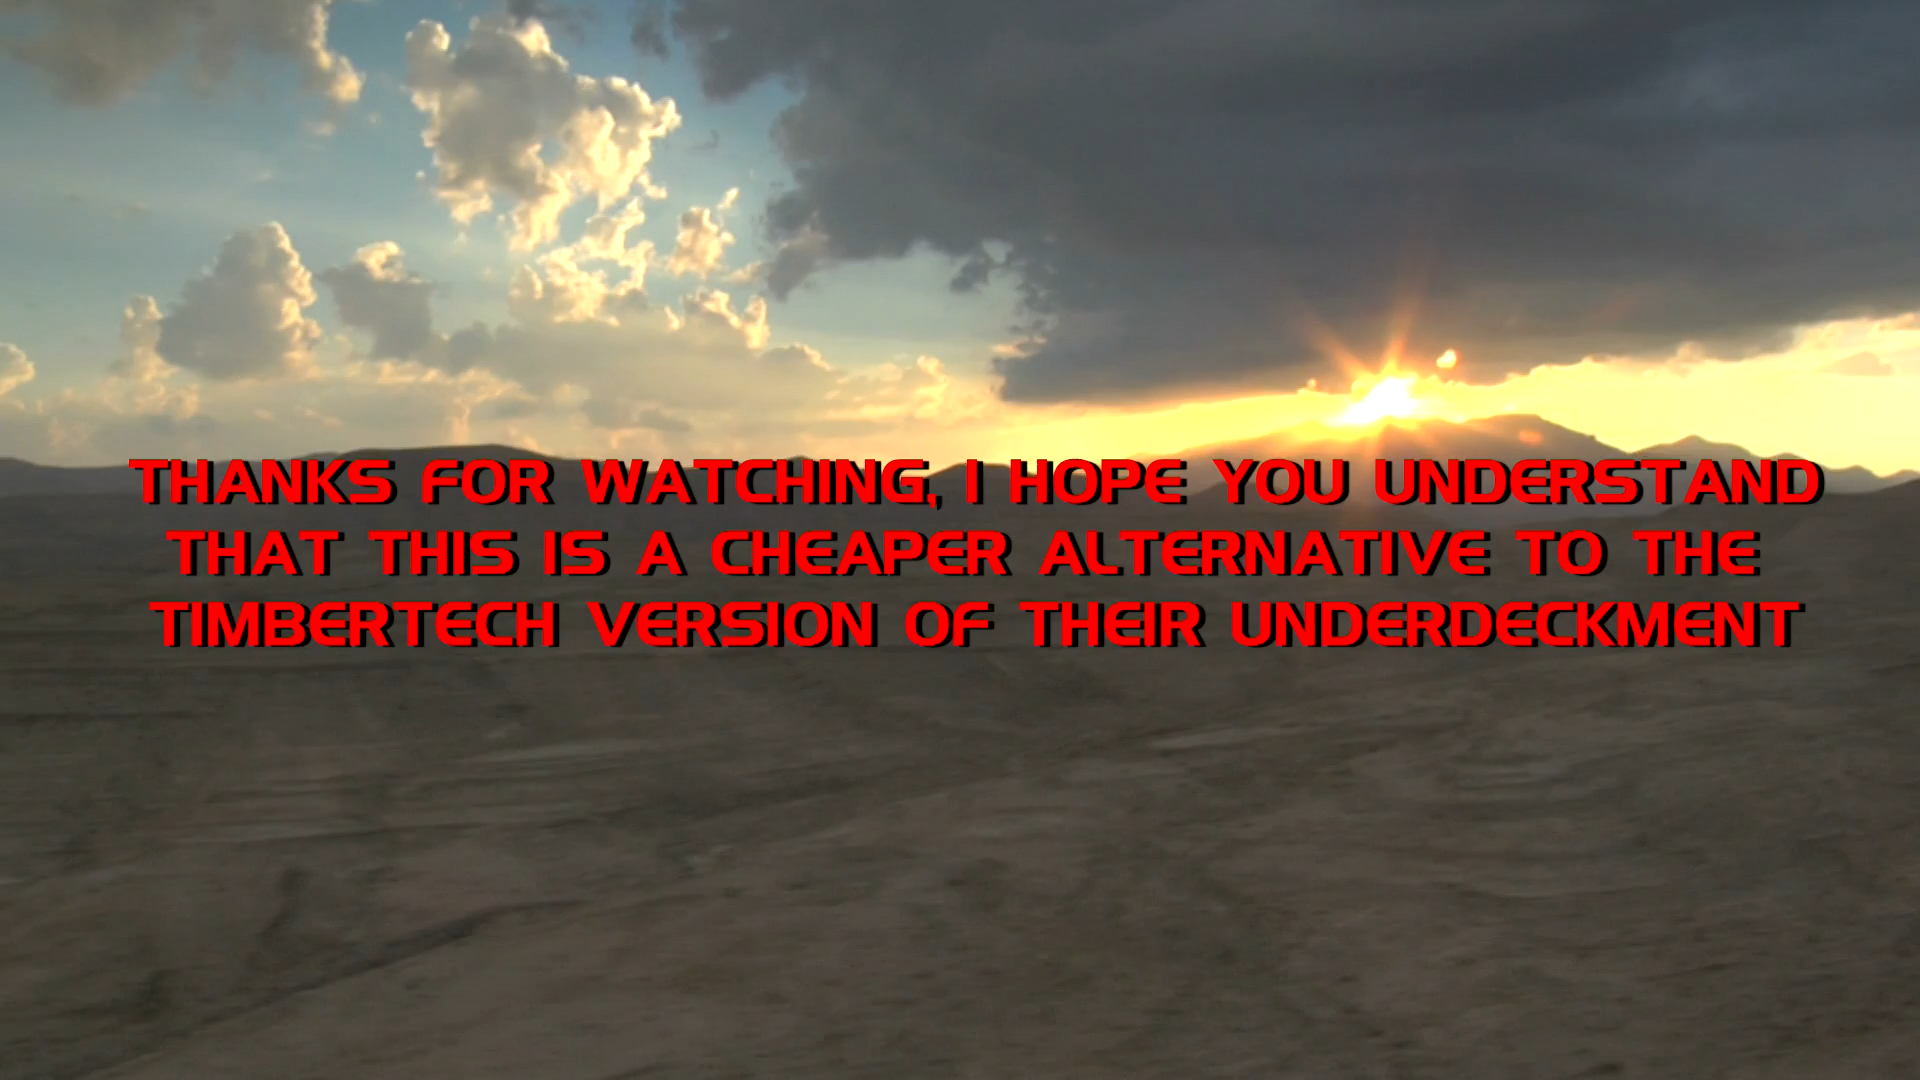 THANKS FOR WATCHING, I HOPE YOU UNDERSTAND
THAT THIS IS A CHEAPER ALTERNATIVE TO THE
TIMBERTECH VERSION OF THEIR UNDERDECKMENT